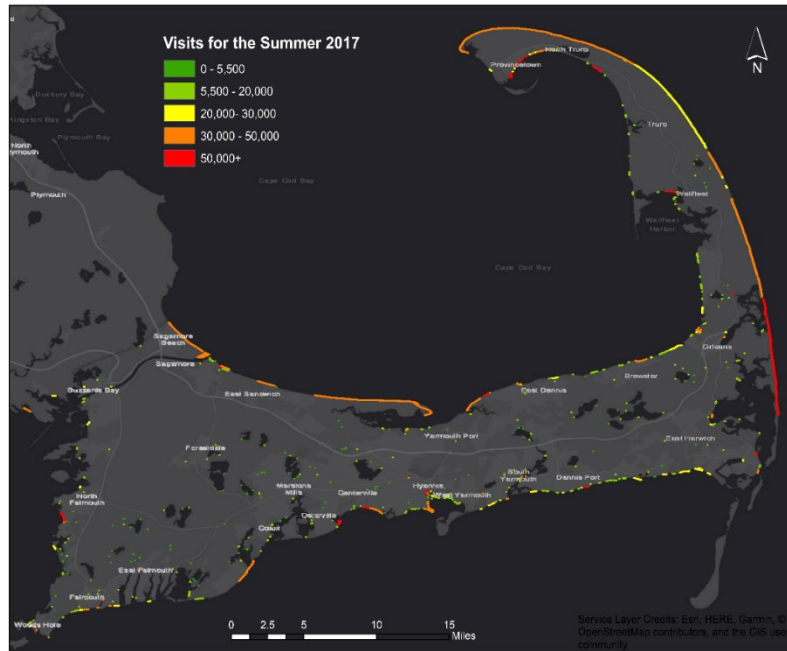 Visits for the Summer 2017
0 - 5,500
5,500 - 20,000
20,000- 30,000
30,000 - 50,000
50,000+
N
Duxbury Bay
Kingston Bay
Plymouth Bay
North
Plymouth
Plymouth
Cape Cod Bay
Provincetown
North Truro
Truro
Wellfleet
Wellfleet
Harbor
Cape Cod Bay
Sagamore
Beach
Sagamore
Buzzards Bay
East Sandwich
Orleans
Brewster
East Dennis
Yarmouth Port
East Harwich
Forestdale
Marstons
Mills
Centerville
Hyannis
West Yarmouth
South
Yarmouth
Dennis Port
North
Falmouth
Osterville
Cotuit
East Falmouth
Falmouth
Woods Hole
0 2.5 5 10 15
Miles
Service Layer Credits: Esri, HERE, Garmin, ©
OpenStreetMap contributors, and the GIS use
community